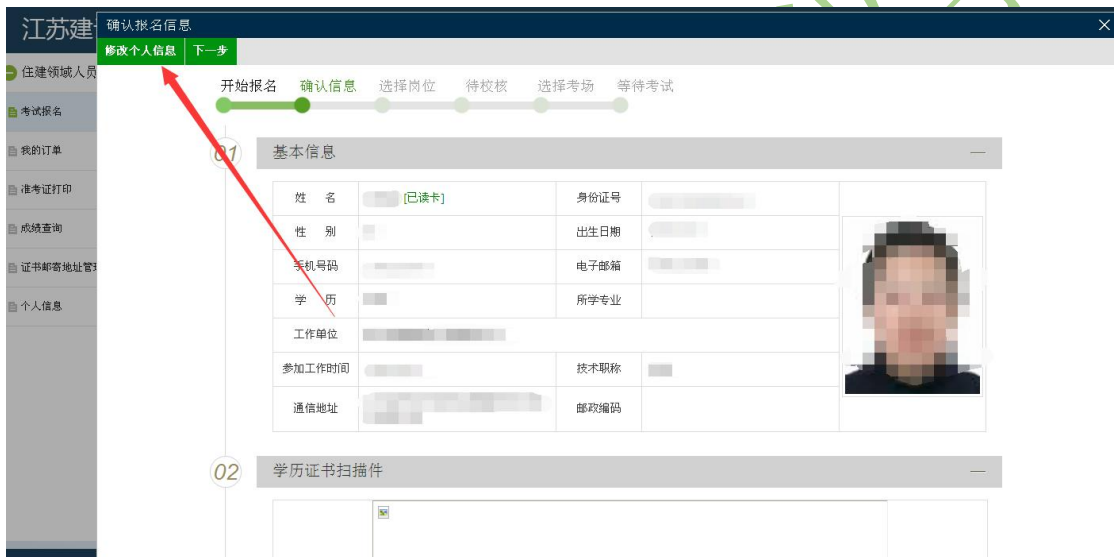 江苏建
确认报名信息
修改个人信息 下一步
住建领域人员
考试报名
我的订单
准考证打印
成绩查询
证书邮寄地址管理
个人信息
开始报名 确认信息 选择岗位 待校核 选择考场 等待考试
01 基本信息
姓 名 [已读卡] 身份证号
性 别 出生日期
手机号码 电子邮箱
学 历 所学专业
工作单位
参加工作时间 技术职称
通信地址 邮政编码
02 学历证书扫描件